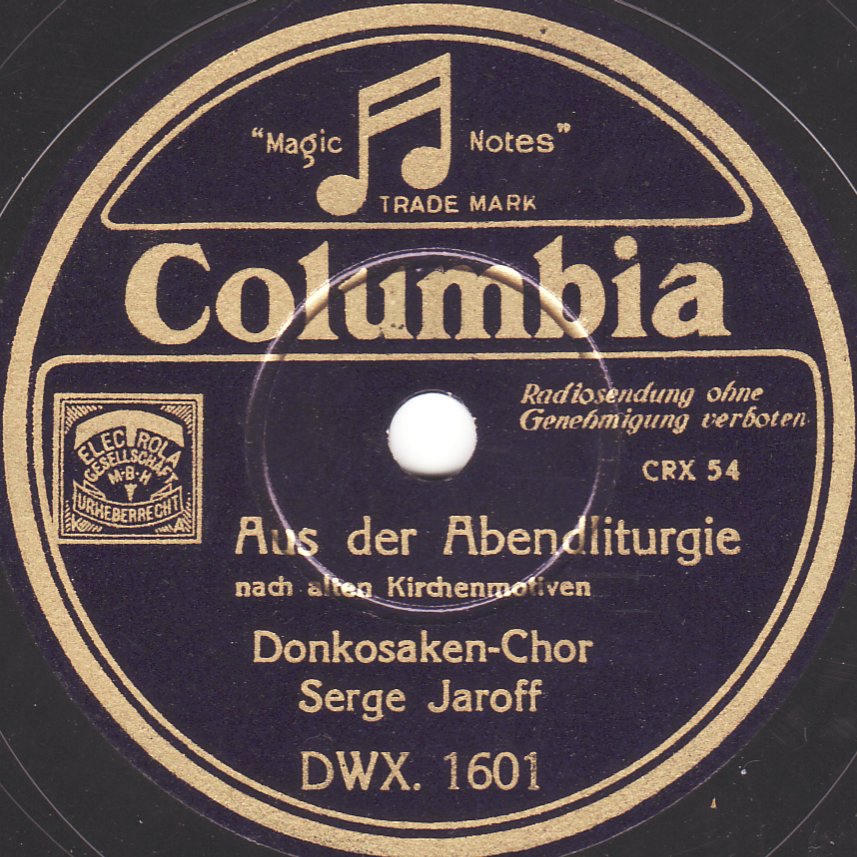 "Magic Notes"
TRADE MARK
Columbia
Radiosendung ohne
Genehmigung verboten
ELECTROLA
GESELLSCHAFT
M·B·H
URHEBERRECHT
K A
CRX 54
Aus der Abendliturgie
nach alten Kirchenmotiven
Donkosaken-Chor
Serge Jaroff
DWX. 1601